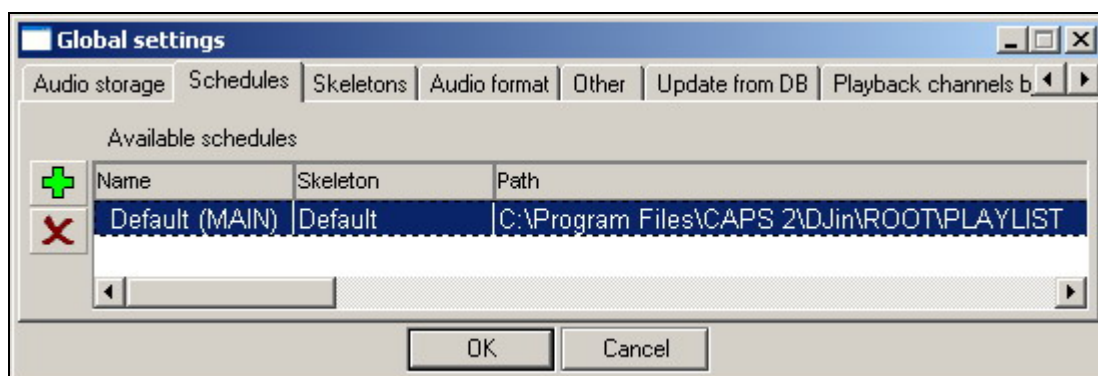 Global settings
Audio storage Schedules Skeletons Audio format Other Update from DB Playback channels b
Available schedules
Name Skeleton Path
Default (MAIN) Default C:\Program Files\CAPS 2\DJin\ROOT\PLAYLIST
OK Cancel